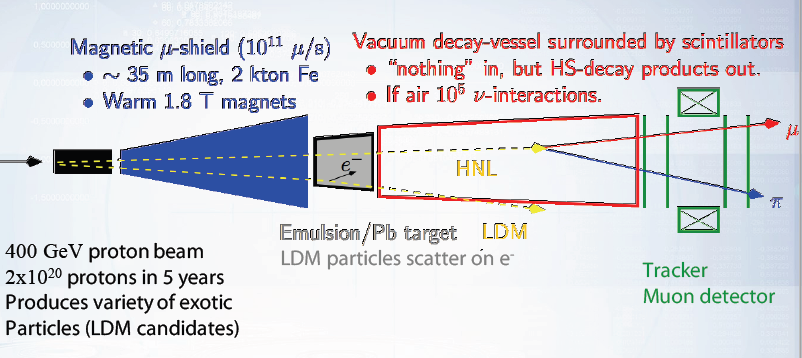 Magnetic μ-shield (10¹¹ μ/s)
• ~ 35 m long, 2 kton Fe
• Warm 1.8 T magnets
Vacuum decay-vessel surrounded by scintillators
• "nothing" in, but HS-decay products out.
• If air 10⁵ ν-interactions.
μ
e⁻
HNL
π
Emulsion/Pb target
LDM
LDM particles scatter on e⁻
400 GeV proton beam
2x10²⁰ protons in 5 years
Produces variety of exotic
Particles (LDM candidates)
Tracker
Muon detector